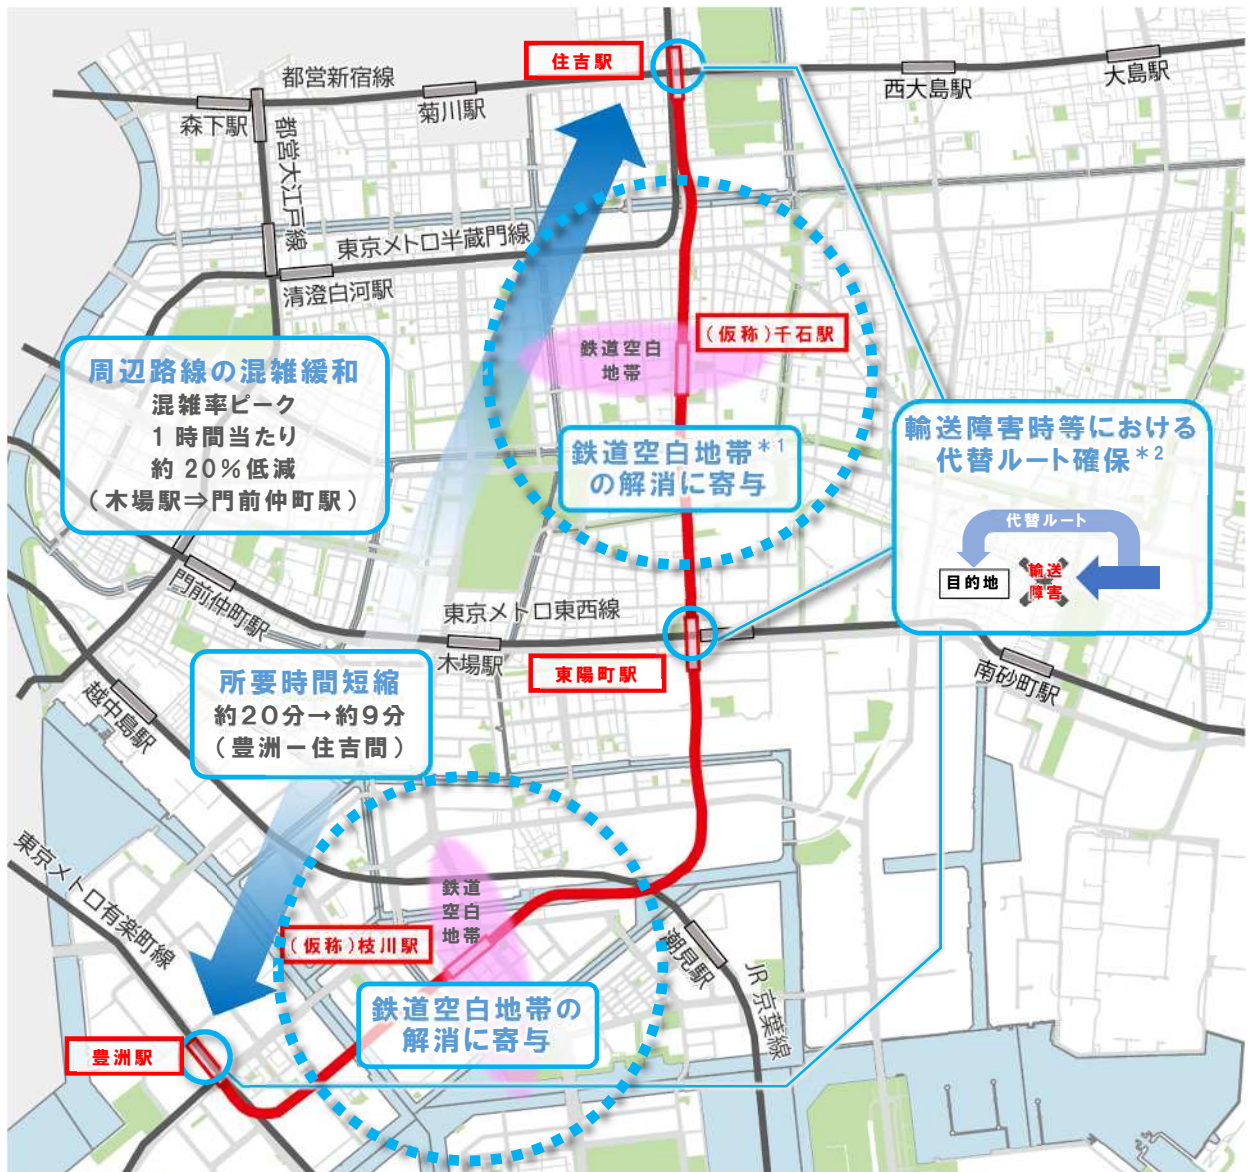 住吉駅
都営新宿線
森下駅
菊川駅
西大島駅
大島駅
都営大江戸線
東京メトロ半蔵門線
清澄白河駅
(仮称)千石駅
鉄道空白
地帯
周辺路線の混雑緩和
混雑率ピーク
1時間当たり
約20%低減
(木場駅⇒門前仲町駅)
鉄道空白地帯*1
の解消に寄与
輸送障害時等における
代替ルート確保*2
代替ルート
目的地
輸送
障害
門前仲町駅
東京メトロ東西線
木場駅
東陽町駅
南砂町駅
越中島駅
所要時間短縮
約20分→約9分
(豊洲ー住吉間)
東京メトロ有楽町線
鉄道
空白
地帯
(仮称)枝川駅
潮見駅
JR京葉線
鉄道空白地帯の
解消に寄与
豊洲駅